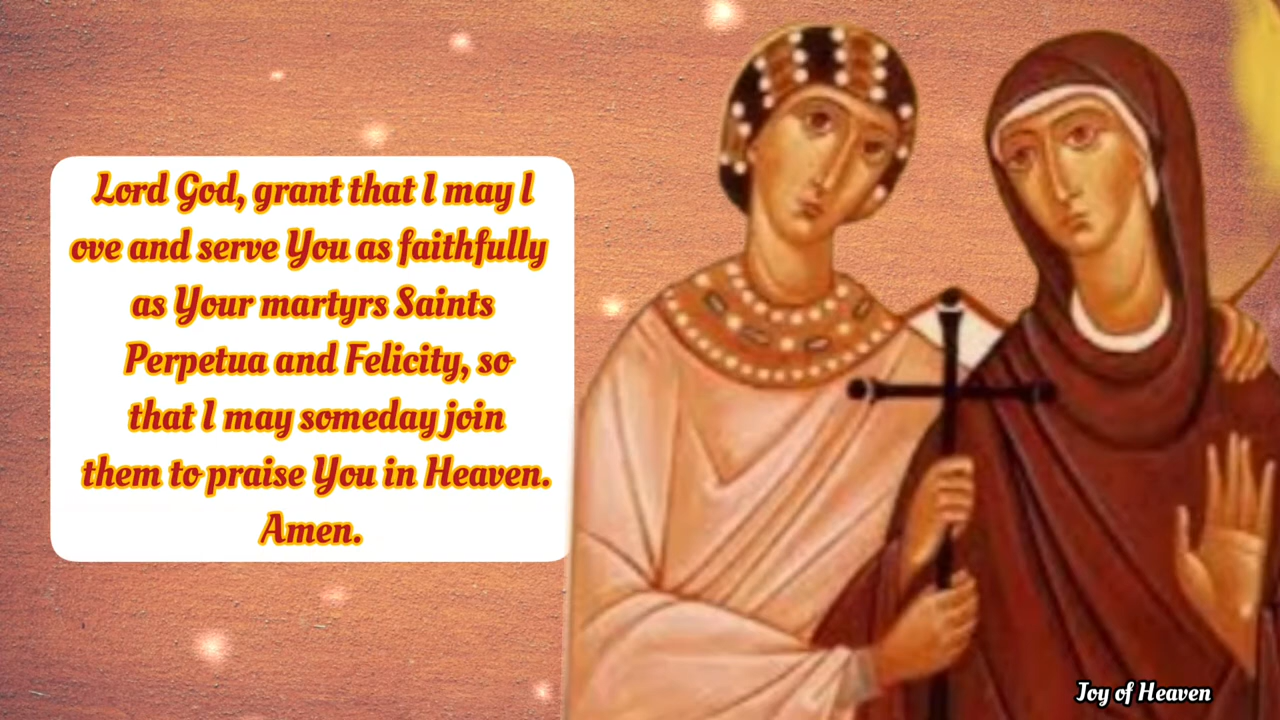 Lord God, grant that I may l
ove and serve You as faithfully
as Your martyrs Saints
Perpetua and Felicity, so
that I may someday join
them to praise You in Heaven.
Amen.
Joy of Heaven